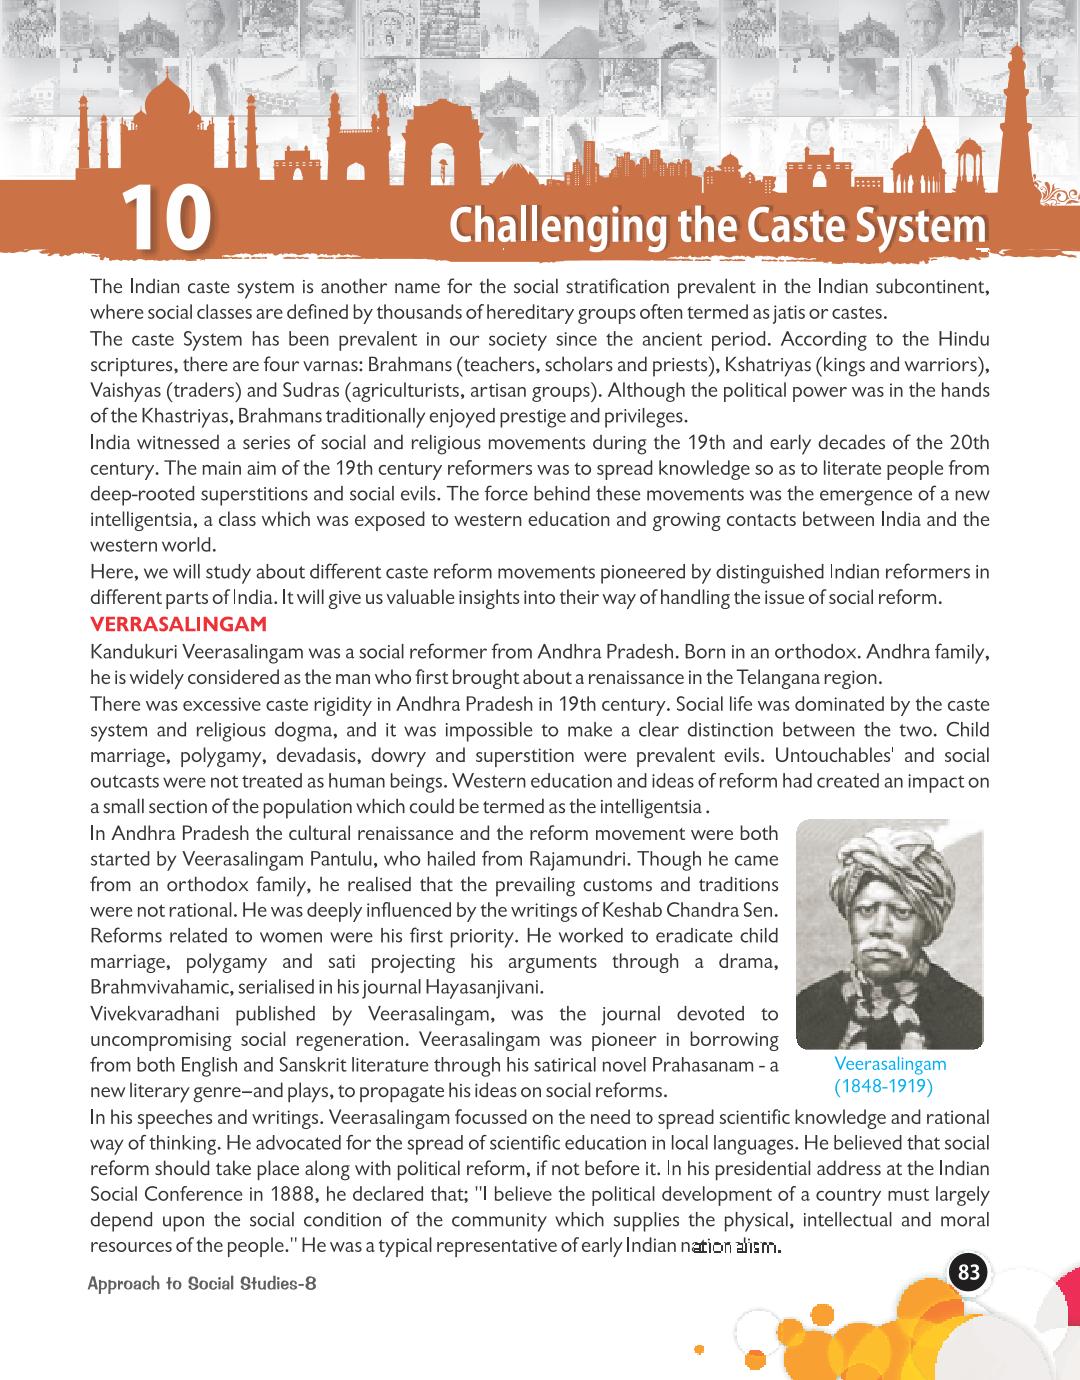 10
Challenging the Caste System
The Indian caste system is another name for the social stratification prevalent in the Indian subcontinent,
where social classes are defined by thousands of hereditary groups often termed as jatis or castes.
The caste System has been prevalent in our society since the ancient period. According to the Hindu
scriptures, there are four varnas: Brahmans (teachers, scholars and priests), Kshatriyas (kings and warriors),
Vaishyas (traders) and Sudras (agriculturists, artisan groups). Although the political power was in the hands
of the Khastriyas, Brahmans traditionally enjoyed prestige and privileges.
India witnessed a series of social and religious movements during the 19th and early decades of the 20th
century. The main aim of the 19th century reformers was to spread knowledge so as to literate people from
deep-rooted superstitions and social evils. The force behind these movements was the emergence of a new
intelligentsia, a class which was exposed to western education and growing contacts between India and the
western world.
Here, we will study about different caste reform movements pioneered by distinguished Indian reformers in
different parts of India. It will give us valuable insights into their way of handling the issue of social reform.
VERRASALINGAM
Kandukuri Veerasalingam was a social reformer from Andhra Pradesh. Born in an orthodox. Andhra family,
he is widely considered as the man who first brought about a renaissance in the Telangana region.
There was excessive caste rigidity in Andhra Pradesh in 19th century. Social life was dominated by the caste
system and religious dogma, and it was impossible to make a clear distinction between the two. Child
marriage, polygamy, devadasis, dowry and superstition were prevalent evils. Untouchables' and social
outcasts were not treated as human beings. Western education and ideas of reform had created an impact on
a small section of the population which could be termed as the intelligentsia .
In Andhra Pradesh the cultural renaissance and the reform movement were both
started by Veerasalingam Pantulu, who hailed from Rajamundri. Though he came
from an orthodox family, he realised that the prevailing customs and traditions
were not rational. He was deeply influenced by the writings of Keshab Chandra Sen.
Reforms related to women were his first priority. He worked to eradicate child
marriage, polygamy and sati projecting his arguments through a drama,
Brahmvivahamic, serialised in his journal Hayasanjivani.
Vivekvaradhani published by Veerasalingam, was the journal devoted to
uncompromising social regeneration. Veerasalingam was pioneer in borrowing
from both English and Sanskrit literature through his satirical novel Prahasanam - a
new literary genre–and plays, to propagate his ideas on social reforms.
Veerasalingam
(1848-1919)
In his speeches and writings. Veerasalingam focussed on the need to spread scientific knowledge and rational
way of thinking. He advocated for the spread of scientific education in local languages. He believed that social
reform should take place along with political reform, if not before it. In his presidential address at the Indian
Social Conference in 1888, he declared that; "I believe the political development of a country must largely
depend upon the social condition of the community which supplies the physical, intellectual and moral
resources of the people." He was a typical representative of early Indian nationalism.
Approach to Social Studies-8
83